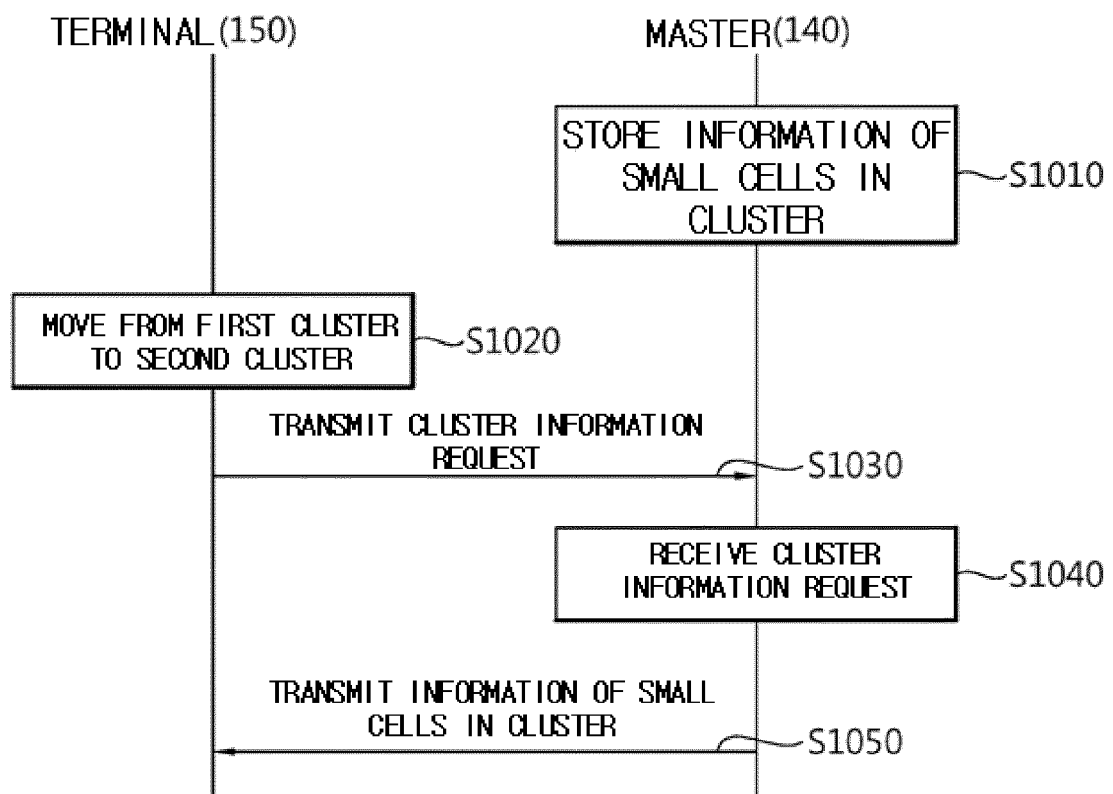 TERMINAL(150)
MASTER(140)
STORE INFORMATION OF
SMALL CELLS IN
CLUSTER
S1010
MOVE FROM FIRST CLUSTER
TO SECOND CLUSTER
S1020
TRANSMIT CLUSTER INFORMATION
REQUEST
S1030
RECEIVE CLUSTER
INFORMATION REQUEST
S1040
TRANSMIT INFORMATION OF SMALL
CELLS IN CLUSTER
S1050